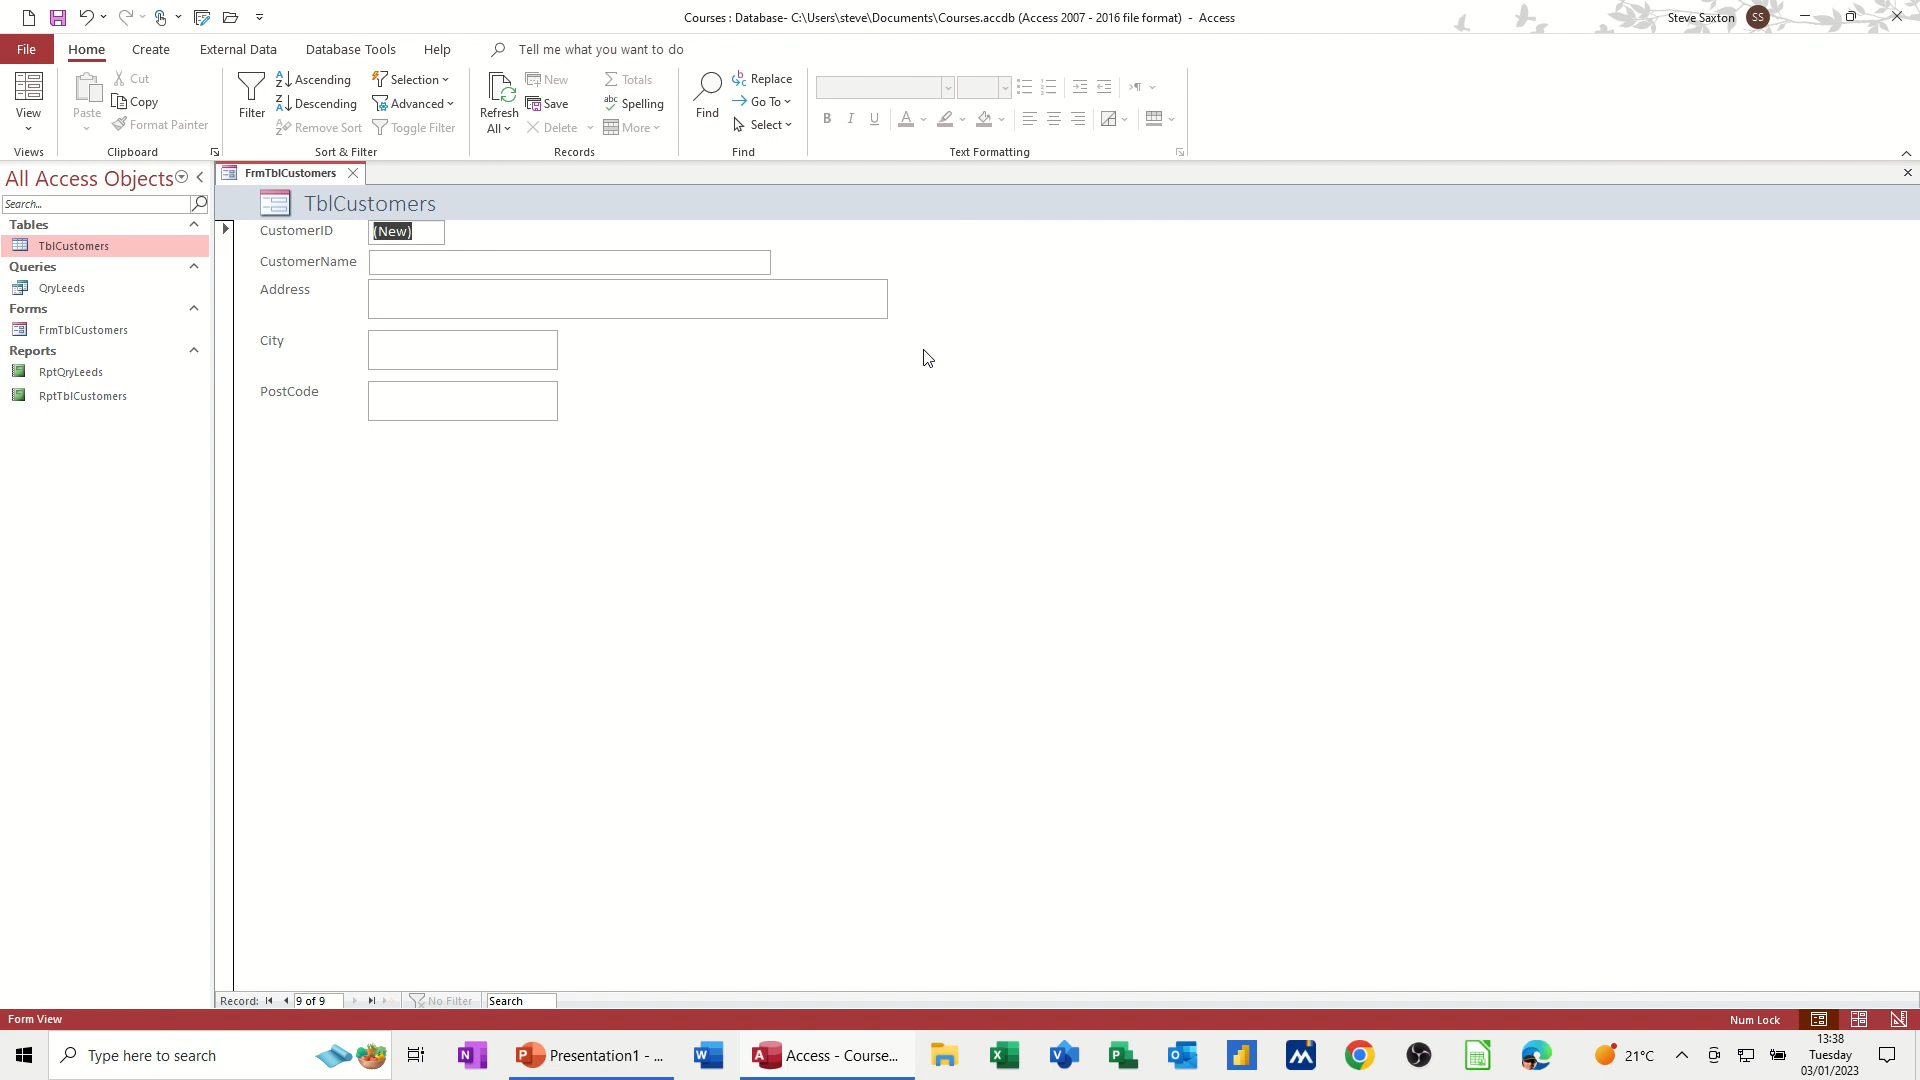 Courses : Database- C:\Users\steve\Documents\Courses.accdb (Access 2007 - 2016 file format) - Access
Steve Saxton SS
File Home Create External Data Database Tools Help Tell me what you want to do
View
Views
Paste
Cut
Copy
Format Painter
Clipboard
Filter
Ascending
Descending
Remove Sort
Selection
Advanced
Toggle Filter
Sort & Filter
Refresh
All
New
Save
Delete
Totals
Spelling
More
Records
Find
Replace
Go To
Select
Find
B I U A
Text Formatting
All Access Objects
Search...
Tables
TblCustomers
Queries
QryLeeds
Forms
FrmTblCustomers
Reports
RptQryLeeds
RptTblCustomers
FrmTblCustomers
TblCustomers
CustomerID (New)
CustomerName
Address
City
PostCode
Record: 9 of 9 No Filter Search
Form View Num Lock
Type here to search
Presentation1 - ...
Access - Course...
21°C
13:38
Tuesday
03/01/2023